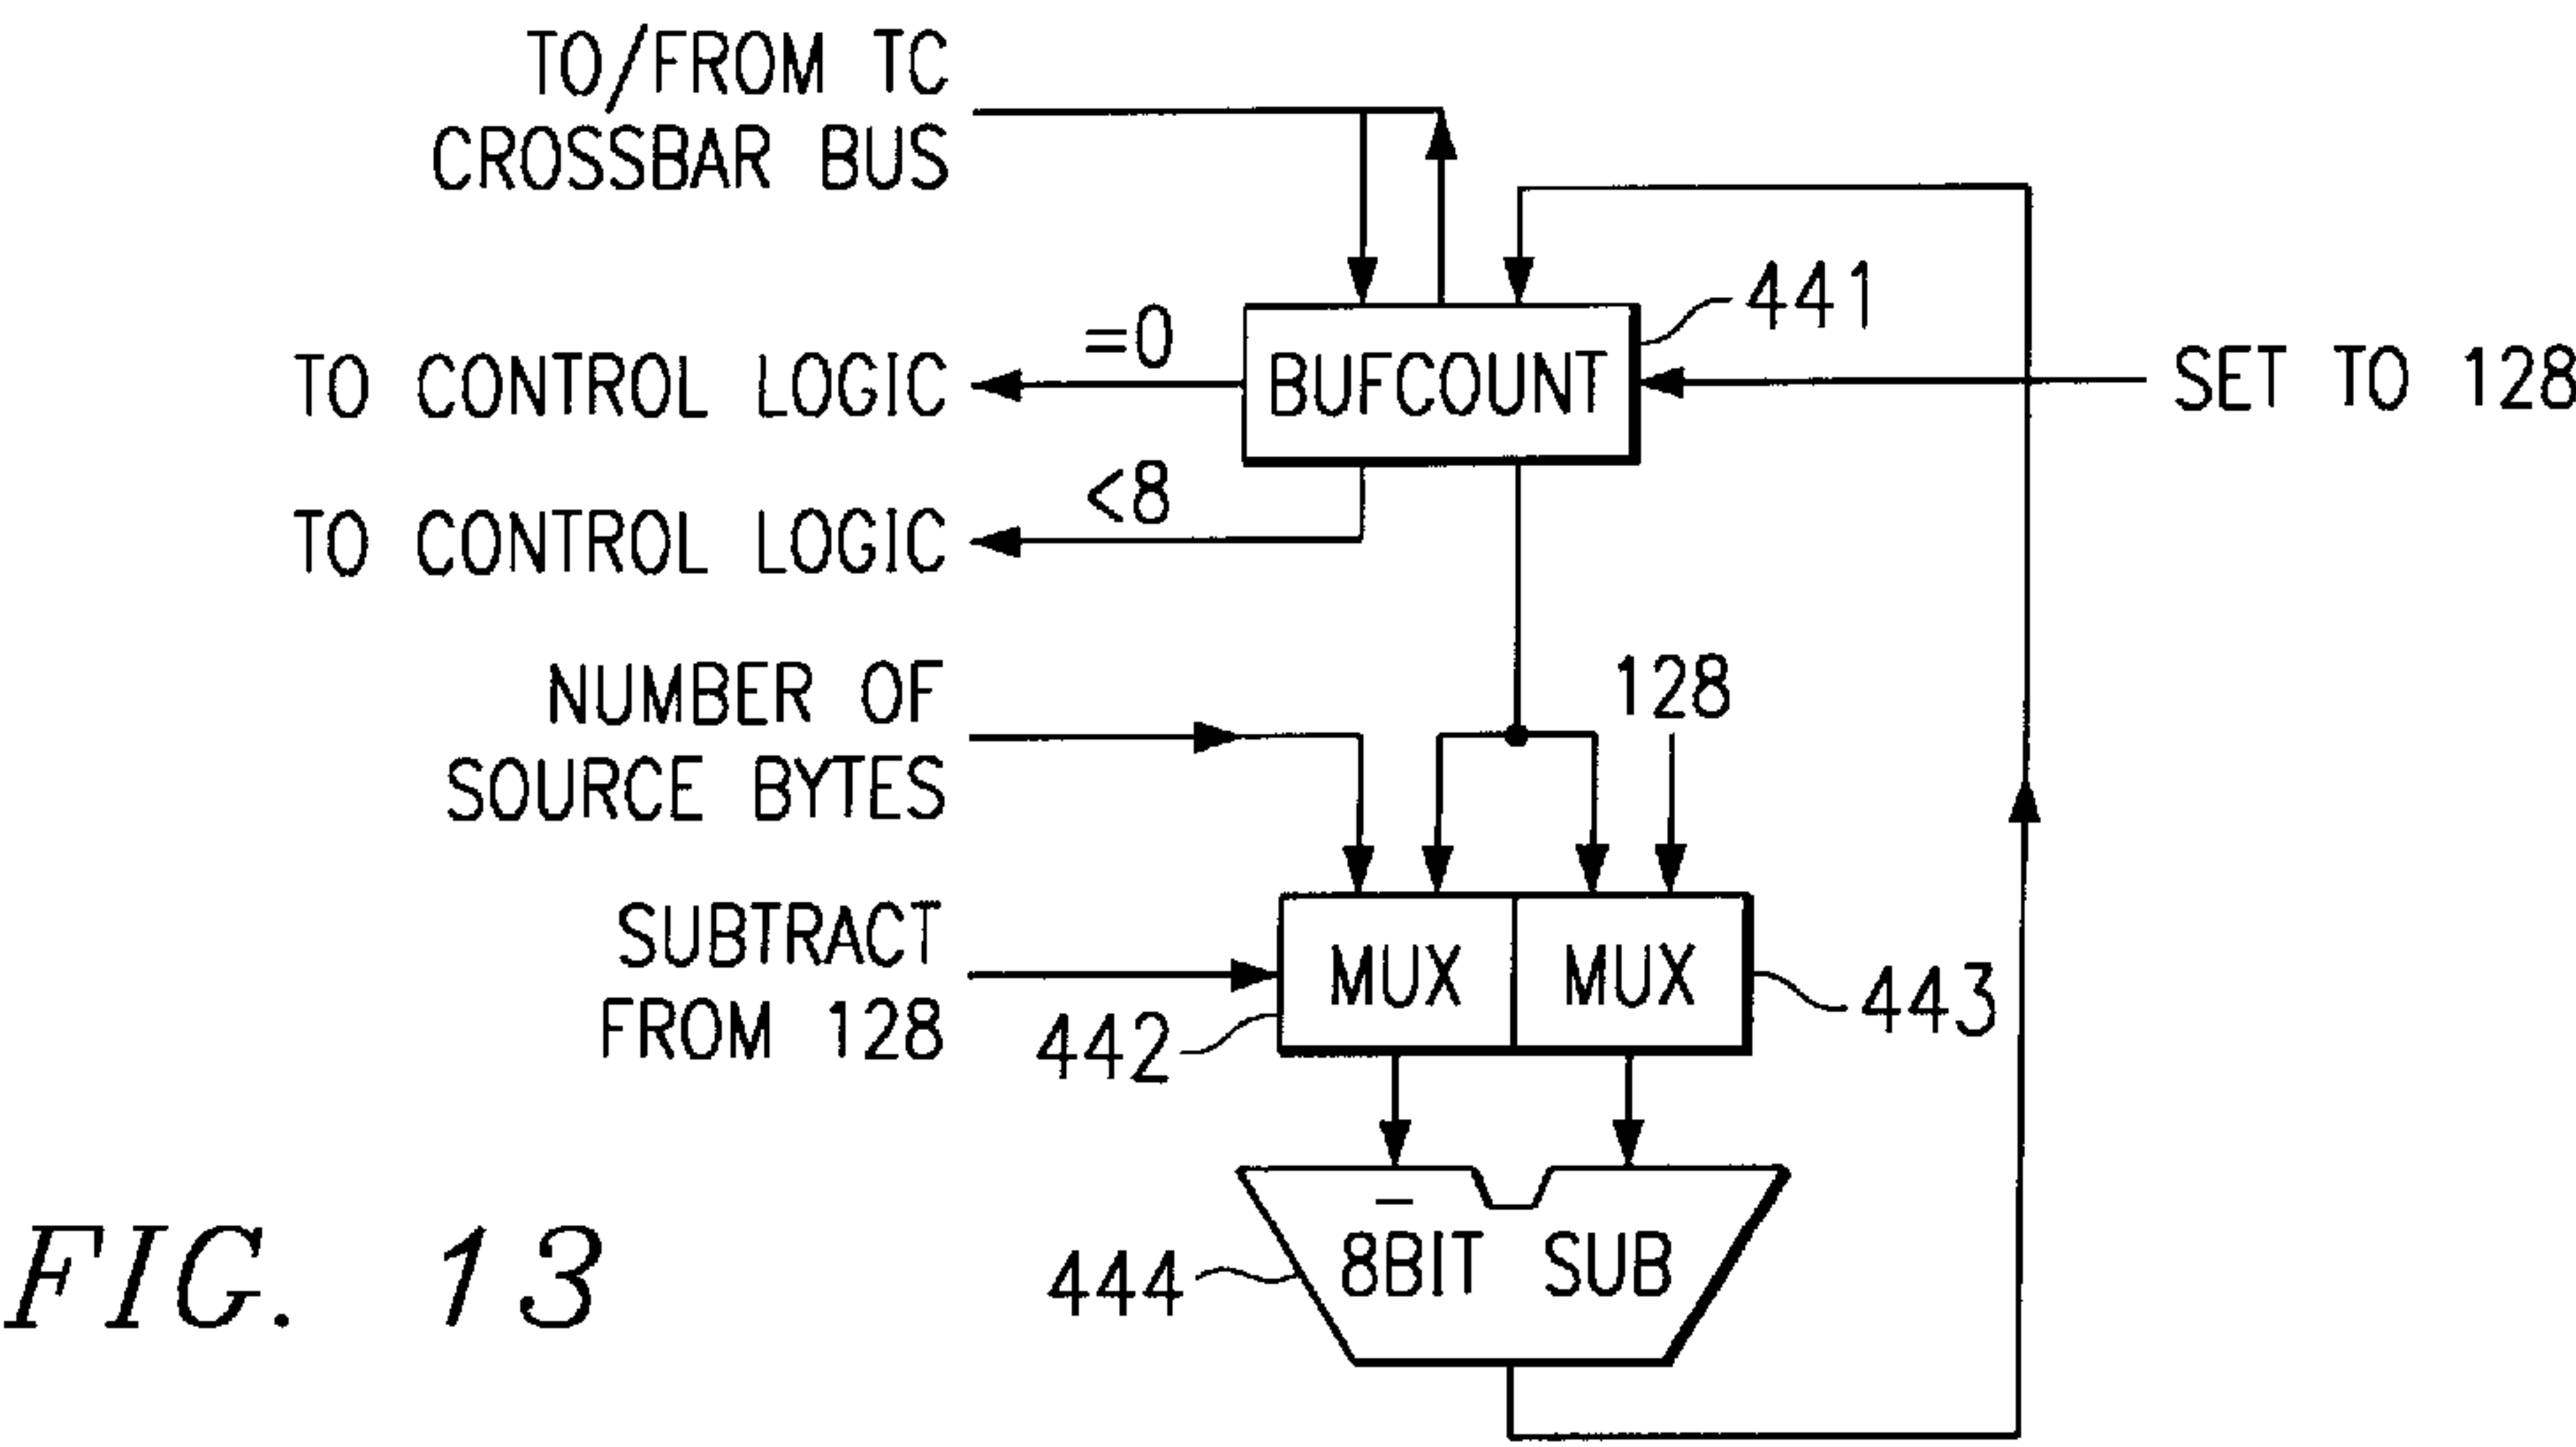 TO/FROM TC
CROSSBAR BUS
441
=0
TO CONTROL LOGIC
BUFCOUNT
SET TO 128
<8
TO CONTROL LOGIC
NUMBER OF
SOURCE BYTES
128
SUBTRACT
FROM 128
MUX
MUX
442
443
–
8BIT SUB
444
FIG. 13